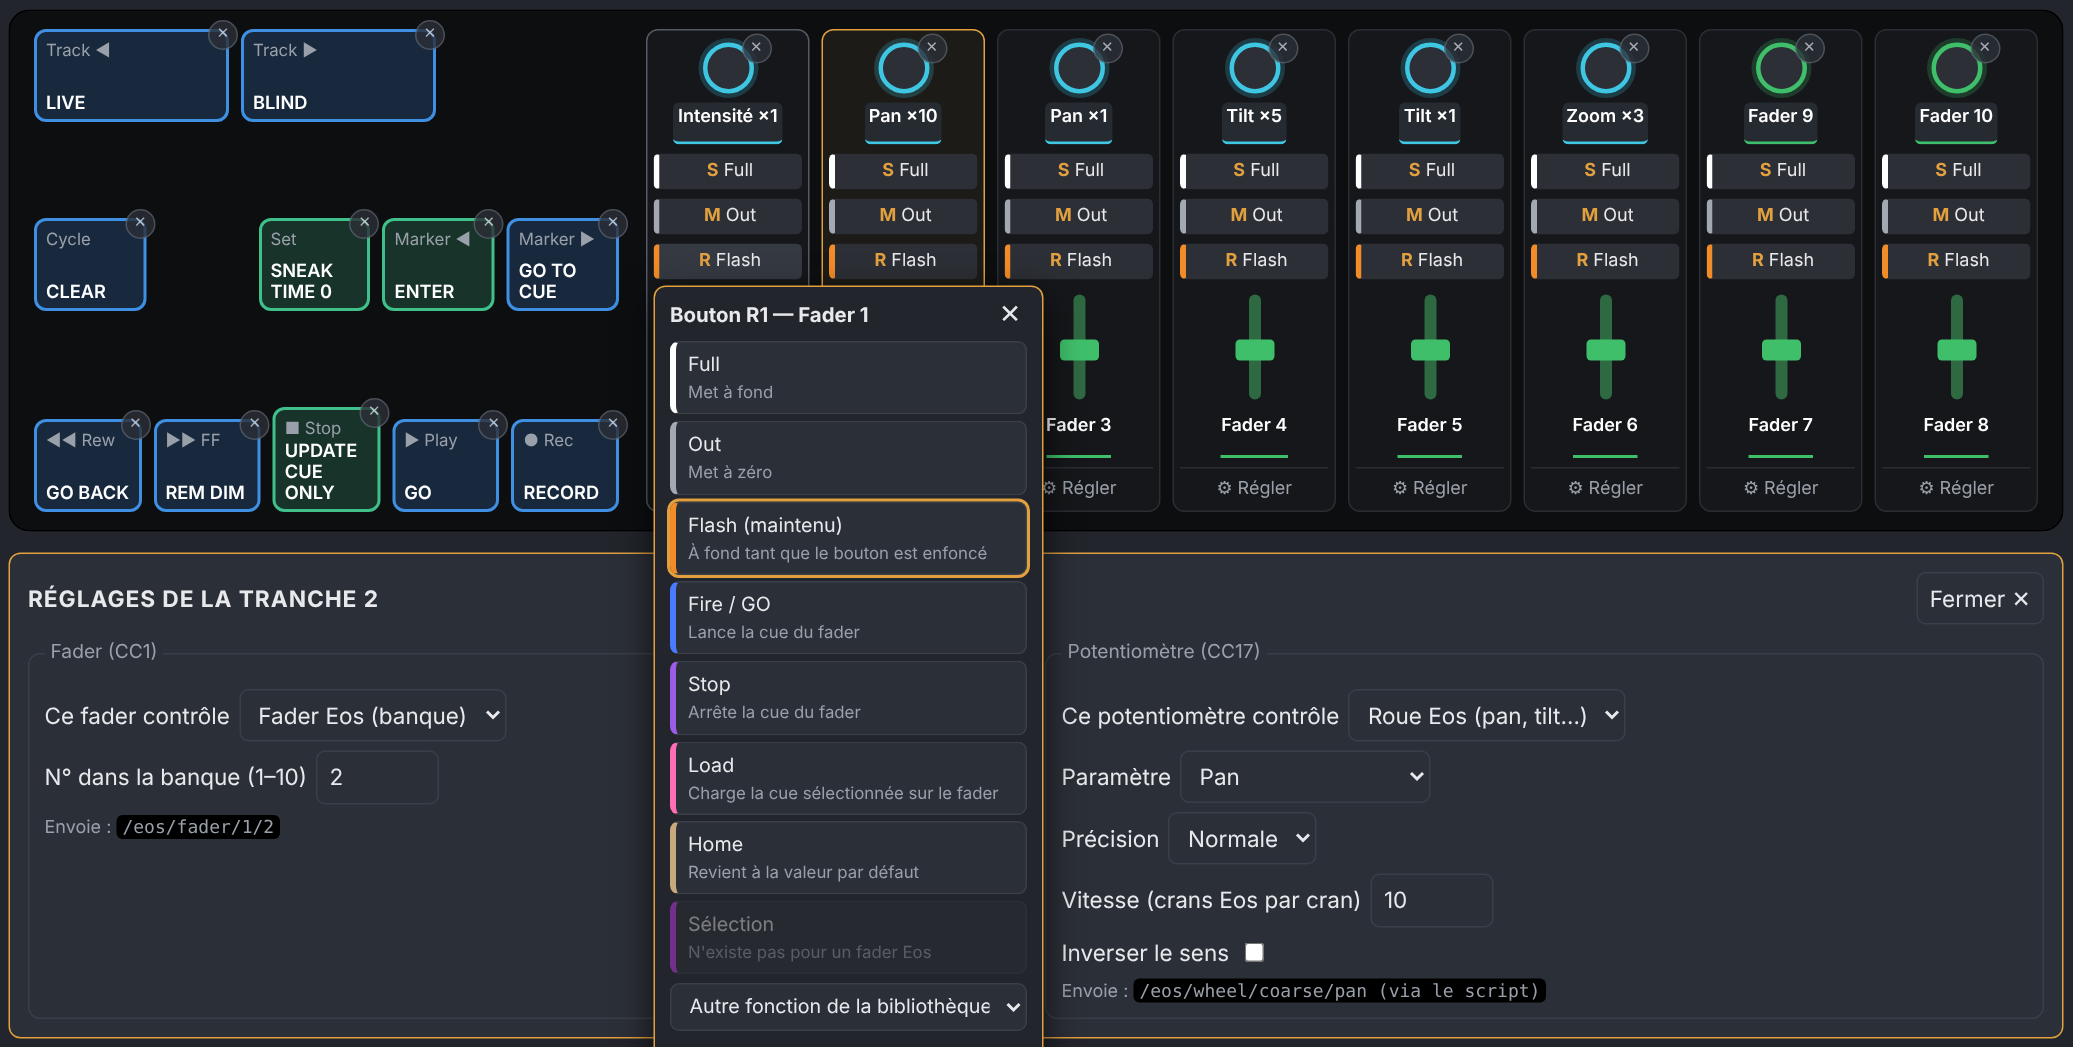 Track ◀
LIVE
Track ▶
BLIND
Cycle
CLEAR
Set
SNEAK
TIME 0
Marker ◀
ENTER
Marker ▶
GO TO
CUE
◀◀ Rew
GO BACK
▶▶ FF
REM DIM
■ Stop
UPDATE
CUE
ONLY
▶ Play
GO
● Rec
RECORD
Intensité ×1
S Full
M Out
R Flash
Pan ×10
S Full
M Out
R Flash
Pan ×1
S Full
M Out
R Flash
Fader 3
⚙ Régler
Tilt ×5
S Full
M Out
R Flash
Fader 4
⚙ Régler
Tilt ×1
S Full
M Out
R Flash
Fader 5
⚙ Régler
Zoom ×3
S Full
M Out
R Flash
Fader 6
⚙ Régler
Fader 9
S Full
M Out
R Flash
Fader 7
⚙ Régler
Fader 10
S Full
M Out
R Flash
Fader 8
⚙ Régler
Bouton R1 — Fader 1 ✕
Full
Met à fond
Out
Met à zéro
Flash (maintenu)
À fond tant que le bouton est enfoncé
Fire / GO
Lance la cue du fader
Stop
Arrête la cue du fader
Load
Charge la cue sélectionnée sur le fader
Home
Revient à la valeur par défaut
Sélection
N'existe pas pour un fader Eos
Autre fonction de la bibliothèque
RÉGLAGES DE LA TRANCHE 2
Fermer ✕
Fader (CC1)
Ce fader contrôle Fader Eos (banque)
N° dans la banque (1–10) 2
Envoie : /eos/fader/1/2
Potentiomètre (CC17)
Ce potentiomètre contrôle Roue Eos (pan, tilt…)
Paramètre Pan
Précision Normale
Vitesse (crans Eos par cran) 10
Inverser le sens
Envoie : /eos/wheel/coarse/pan (via le script)